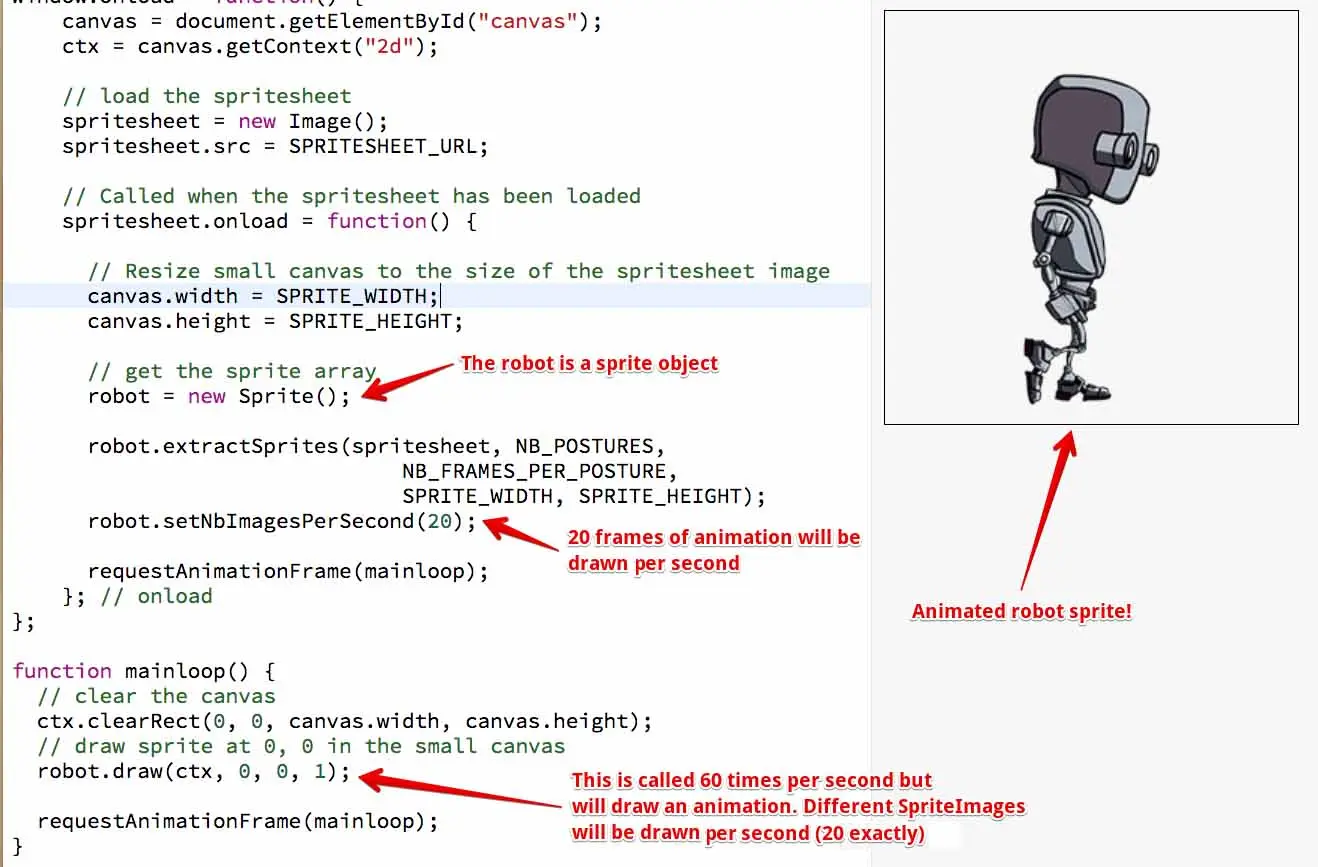 window.onload = function() {
canvas = document.getElementById("canvas");
ctx = canvas.getContext("2d");
// load the spritesheet
spritesheet = new Image();
spritesheet.src = SPRITESHEET_URL;
// Called when the spritesheet has been loaded
spritesheet.onload = function() {
// Resize small canvas to the size of the spritesheet image
canvas.width = SPRITE_WIDTH;
canvas.height = SPRITE_HEIGHT;
// get the sprite array
robot = new Sprite();
The robot is a sprite object
robot.extractSprites(spritesheet, NB_POSTURES,
NB_FRAMES_PER_POSTURE,
SPRITE_WIDTH, SPRITE_HEIGHT);
robot.setNbImagesPerSecond(20);
20 frames of animation will be
drawn per second
requestAnimationFrame(mainloop);
}; // onload
};
Animated robot sprite!
function mainloop() {
// clear the canvas
ctx.clearRect(0, 0, canvas.width, canvas.height);
// draw sprite at 0, 0 in the small canvas
robot.draw(ctx, 0, 0, 1);
This is called 60 times per second but
will draw an animation. Different SpriteImages
will be drawn per second (20 exactly)
requestAnimationFrame(mainloop);
}